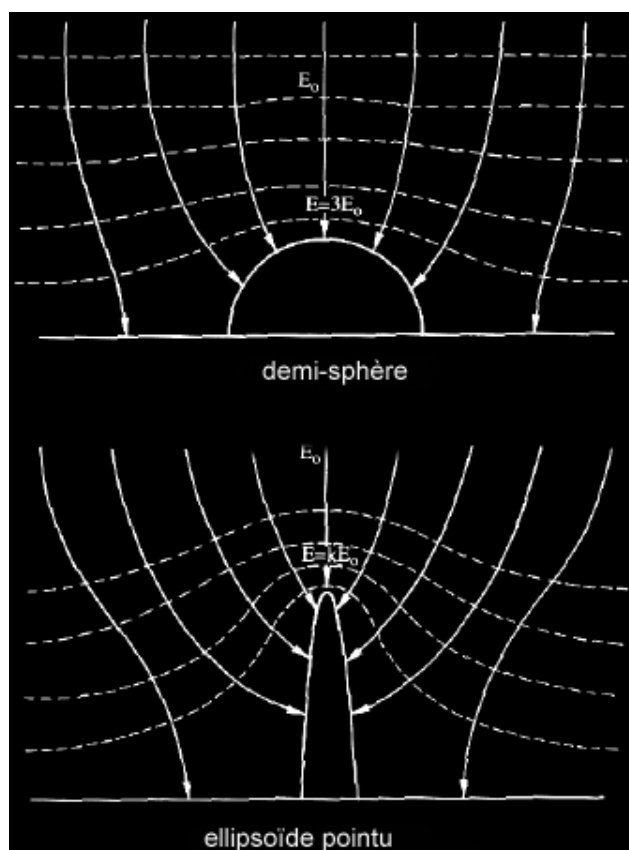 E₀
E=3E₀
demi-sphère
E₀
E=kE₀
ellipsoïde pointu